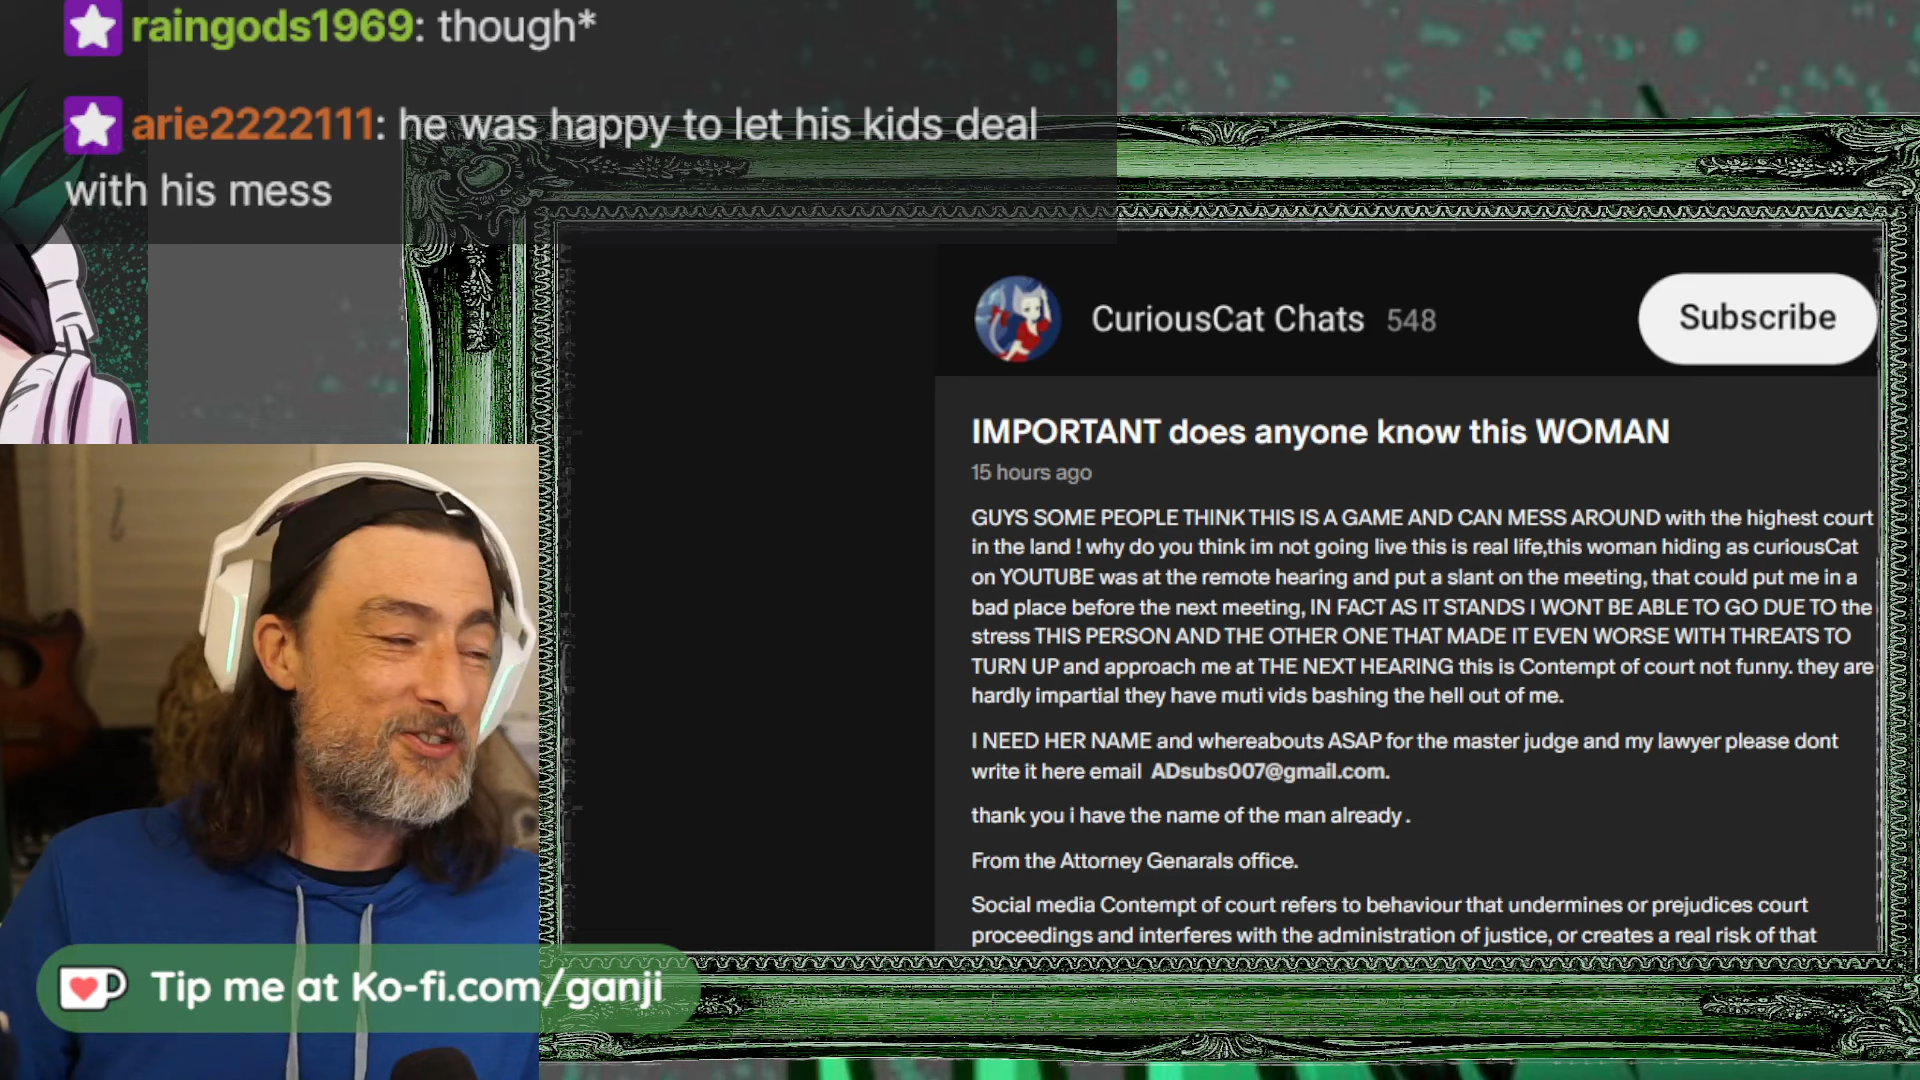 raingods1969: though*
arie2222111: he was happy to let his kids deal
with his mess
CuriousCat Chats 548
Subscribe
IMPORTANT does anyone know this WOMAN
15 hours ago
GUYS SOME PEOPLE THINK THIS IS A GAME AND CAN MESS AROUND with the highest court
in the land ! why do you think im not going live this is real life,this woman hiding as curiousCat
on YOUTUBE was at the remote hearing and put a slant on the meeting, that could put me in a
bad place before the next meeting, IN FACT AS IT STANDS I WONT BE ABLE TO GO DUE TO the
stress THIS PERSON AND THE OTHER ONE THAT MADE IT EVEN WORSE WITH THREATS TO
TURN UP and approach me at THE NEXT HEARING this is Contempt of court not funny. they are
hardly impartial they have muti vids bashing the hell out of me.
I NEED HER NAME and whereabouts ASAP for the master judge and my lawyer please dont
write it here email ADsubs007@gmail.com.
thank you i have the name of the man already .
From the Attorney Genarals office.
Social media Contempt of court refers to behaviour that undermines or prejudices court
proceedings and interferes with the administration of justice, or creates a real risk of that
Tip me at Ko-fi.com/ganji